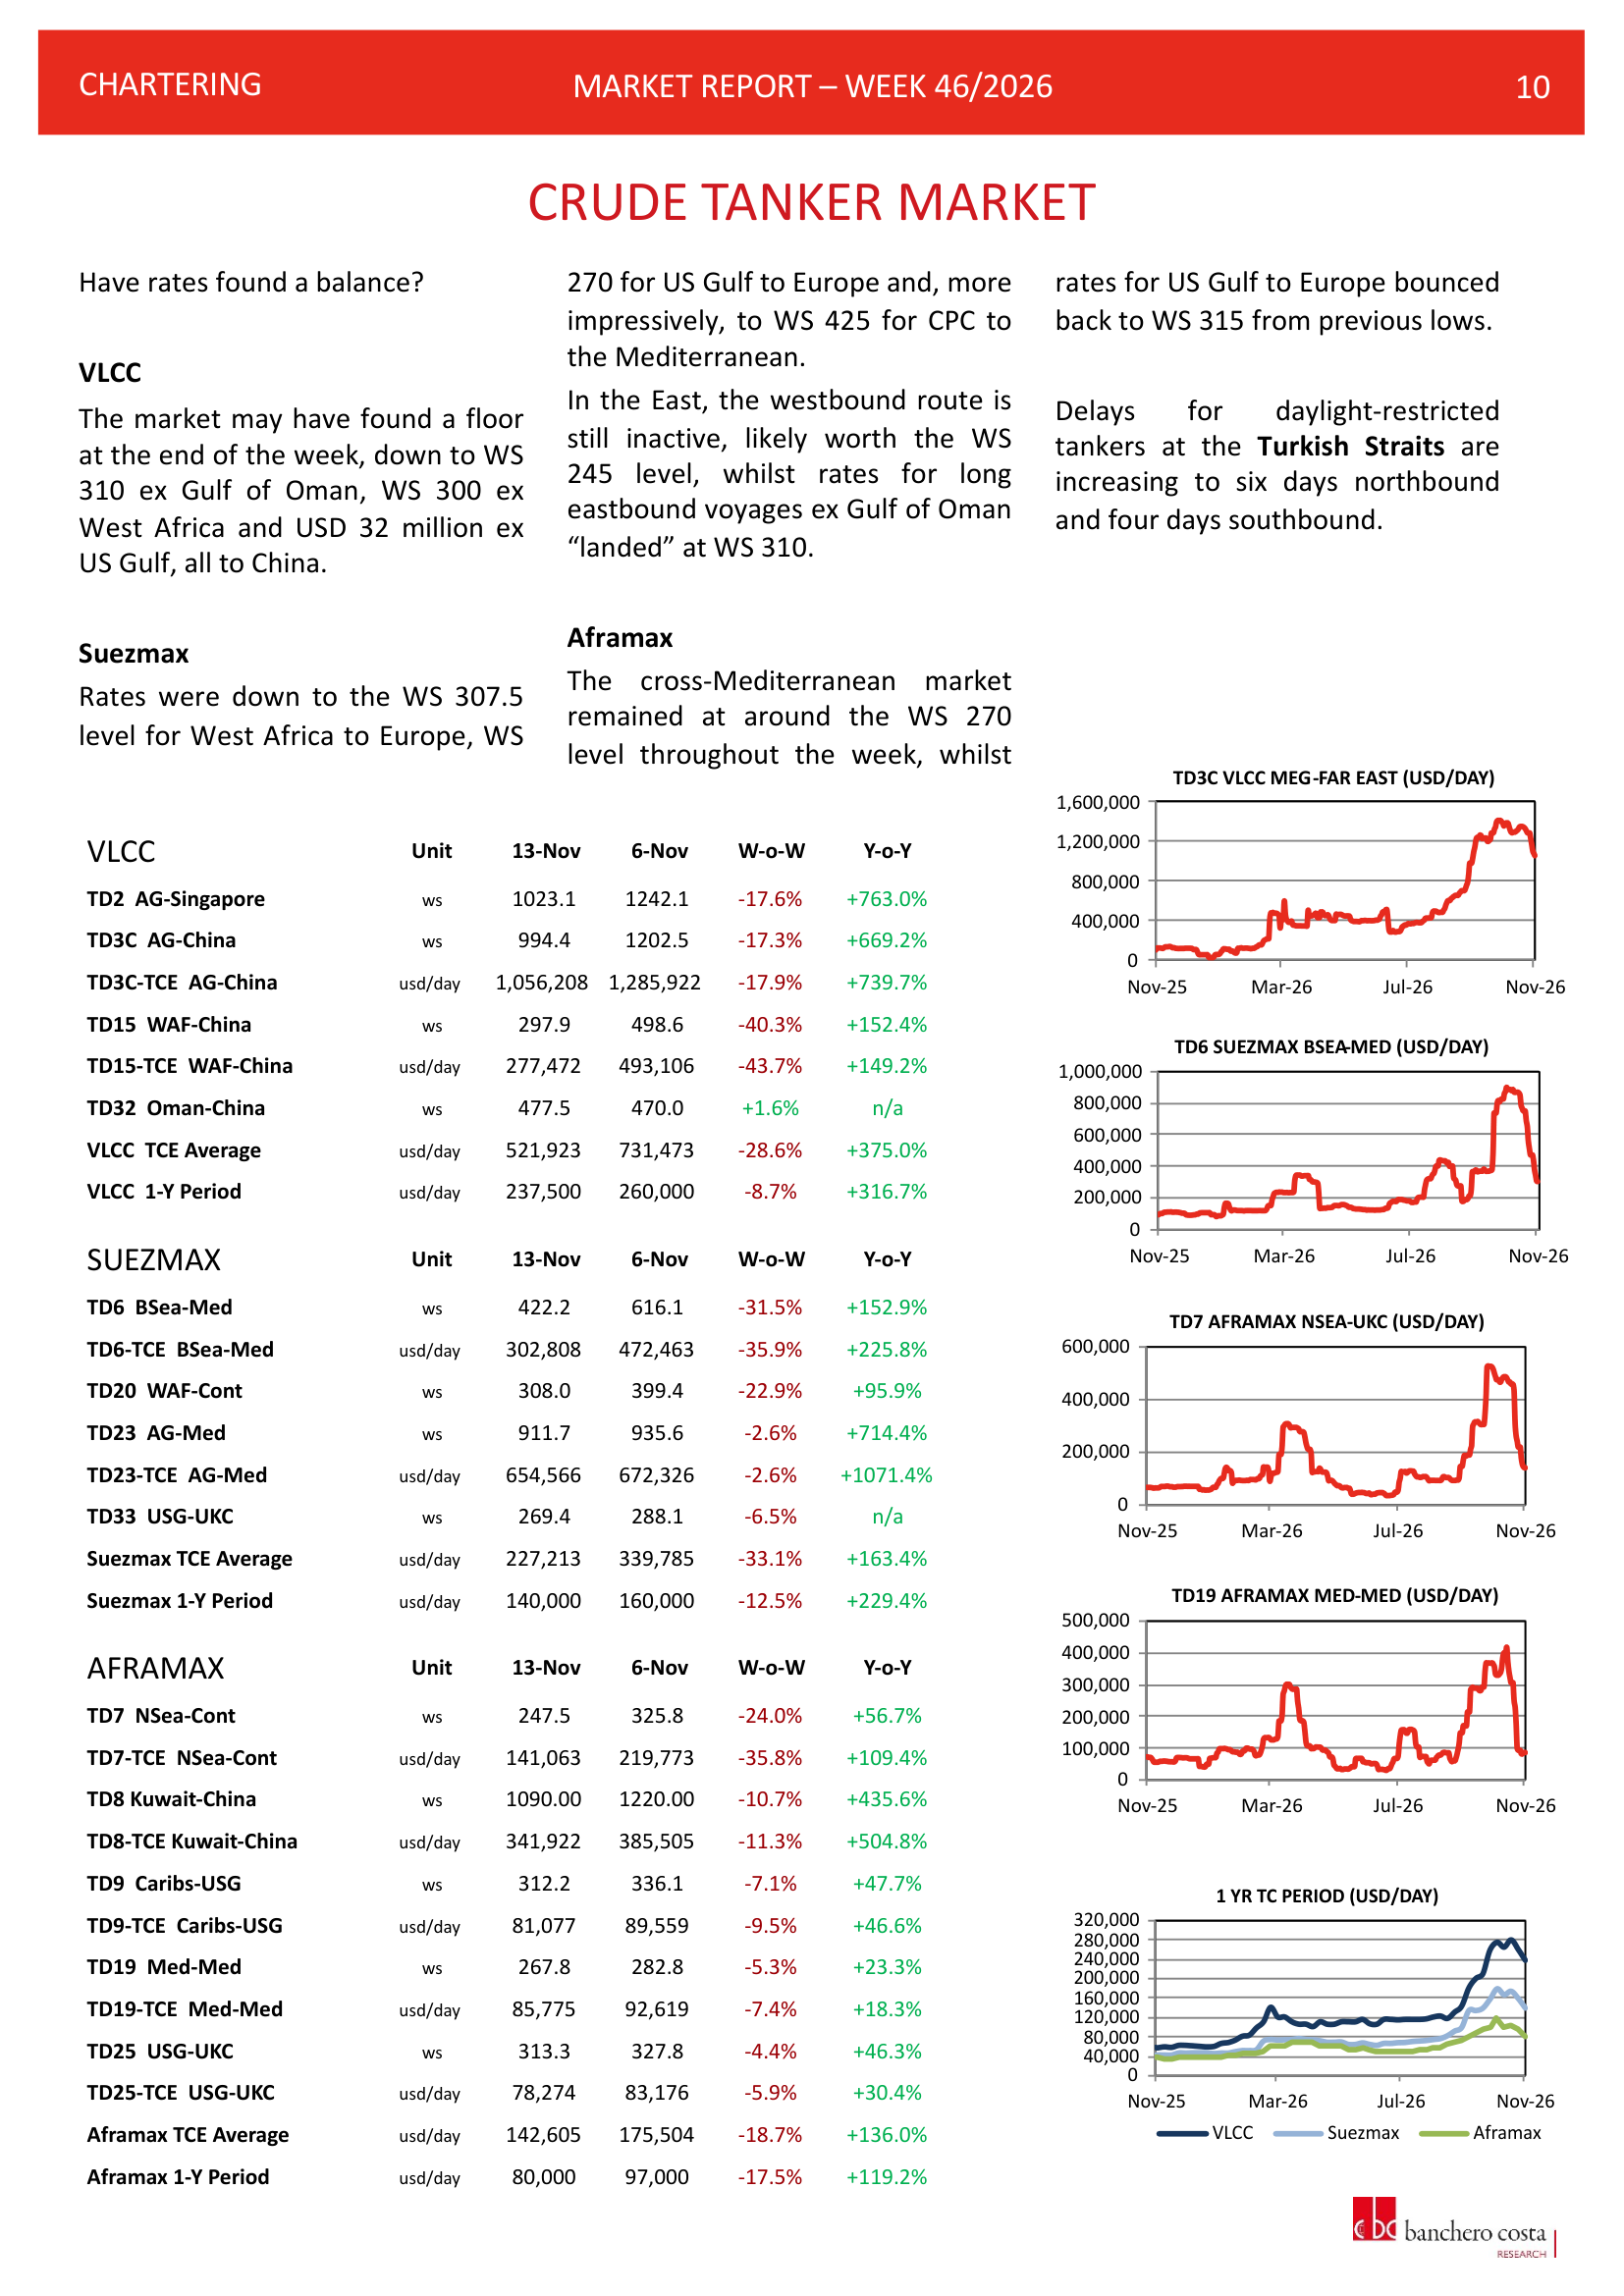 CHARTERING
MARKET REPORT – WEEK 46/2026
10
CRUDE TANKER MARKET
Have rates found a balance?
VLCC
The market may have found a floor
at the end of the week, down to WS
310 ex Gulf of Oman, WS 300 ex
West Africa and USD 32 million ex
US Gulf, all to China.
Suezmax
Rates were down to the WS 307.5
level for West Africa to Europe, WS
270 for US Gulf to Europe and, more
impressively, to WS 425 for CPC to
the Mediterranean.
In the East, the westbound route is
still inactive, likely worth the WS
245 level, whilst rates for long
eastbound voyages ex Gulf of Oman
“landed” at WS 310.
Aframax
The cross-Mediterranean market
remained at around the WS 270
level throughout the week, whilst
rates for US Gulf to Europe bounced
back to WS 315 from previous lows.
Delays for daylight-restricted
tankers at the Turkish Straits are
increasing to six days northbound
and four days southbound.
VLCC Unit 13-Nov 6-Nov W-o-W Y-o-Y
TD2 AG-Singapore ws 1023.1 1242.1 -17.6% +763.0%
TD3C AG-China ws 994.4 1202.5 -17.3% +669.2%
TD3C-TCE AG-China usd/day 1,056,208 1,285,922 -17.9% +739.7%
TD15 WAF-China ws 297.9 498.6 -40.3% +152.4%
TD15-TCE WAF-China usd/day 277,472 493,106 -43.7% +149.2%
TD32 Oman-China ws 477.5 470.0 +1.6% n/a
VLCC TCE Average usd/day 521,923 731,473 -28.6% +375.0%
VLCC 1-Y Period usd/day 237,500 260,000 -8.7% +316.7%
SUEZMAX Unit 13-Nov 6-Nov W-o-W Y-o-Y
TD6 BSea-Med ws 422.2 616.1 -31.5% +152.9%
TD6-TCE BSea-Med usd/day 302,808 472,463 -35.9% +225.8%
TD20 WAF-Cont ws 308.0 399.4 -22.9% +95.9%
TD23 AG-Med ws 911.7 935.6 -2.6% +714.4%
TD23-TCE AG-Med usd/day 654,566 672,326 -2.6% +1071.4%
TD33 USG-UKC ws 269.4 288.1 -6.5% n/a
Suezmax TCE Average usd/day 227,213 339,785 -33.1% +163.4%
Suezmax 1-Y Period usd/day 140,000 160,000 -12.5% +229.4%
AFRAMAX Unit 13-Nov 6-Nov W-o-W Y-o-Y
TD7 NSea-Cont ws 247.5 325.8 -24.0% +56.7%
TD7-TCE NSea-Cont usd/day 141,063 219,773 -35.8% +109.4%
TD8 Kuwait-China ws 1090.00 1220.00 -10.7% +435.6%
TD8-TCE Kuwait-China usd/day 341,922 385,505 -11.3% +504.8%
TD9 Caribs-USG ws 312.2 336.1 -7.1% +47.7%
TD9-TCE Caribs-USG usd/day 81,077 89,559 -9.5% +46.6%
TD19 Med-Med ws 267.8 282.8 -5.3% +23.3%
TD19-TCE Med-Med usd/day 85,775 92,619 -7.4% +18.3%
TD25 USG-UKC ws 313.3 327.8 -4.4% +46.3%
TD25-TCE USG-UKC usd/day 78,274 83,176 -5.9% +30.4%
Aframax TCE Average usd/day 142,605 175,504 -18.7% +136.0%
Aframax 1-Y Period usd/day 80,000 97,000 -17.5% +119.2%
TD3C VLCC MEG-FAR EAST (USD/DAY)
1,600,000
1,200,000
800,000
400,000
0
Nov-25 Mar-26 Jul-26 Nov-26
TD6 SUEZMAX BSEA-MED (USD/DAY)
1,000,000
800,000
600,000
400,000
200,000
0
Nov-25 Mar-26 Jul-26 Nov-26
TD7 AFRAMAX NSEA-UKC (USD/DAY)
600,000
400,000
200,000
0
Nov-25 Mar-26 Jul-26 Nov-26
TD19 AFRAMAX MED-MED (USD/DAY)
500,000
400,000
300,000
200,000
100,000
0
Nov-25 Mar-26 Jul-26 Nov-26
1 YR TC PERIOD (USD/DAY)
320,000
280,000
240,000
200,000
160,000
120,000
80,000
40,000
0
Nov-25 Mar-26 Jul-26 Nov-26
VLCC Suezmax Aframax
bc banchero costa
RESEARCH